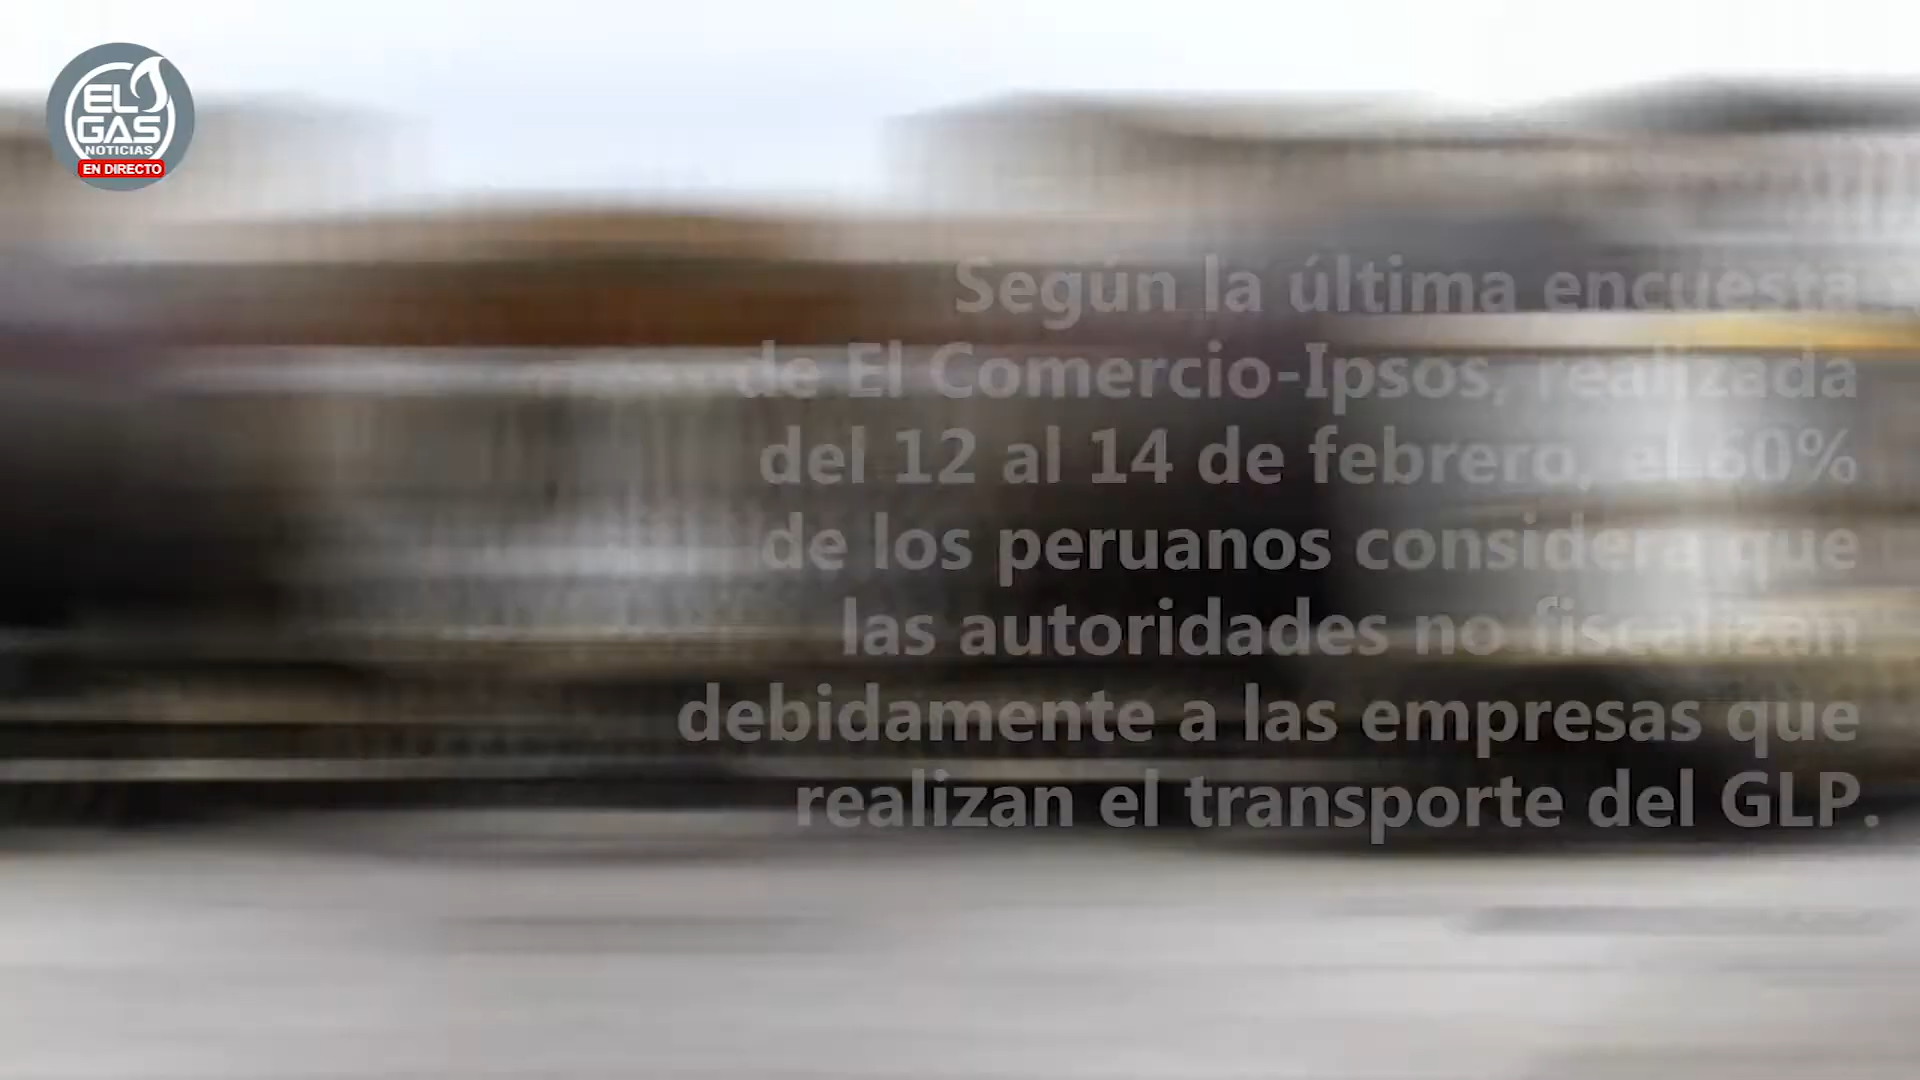 EL
GAS
NOTICIAS
EN DIRECTO
Según la última encuesta
de El Comercio-Ipsos, realizada
del 12 al 14 de febrero, el 60%
de los peruanos considera que
las autoridades no fiscalizan
debidamente a las empresas que
realizan el transporte del GLP.